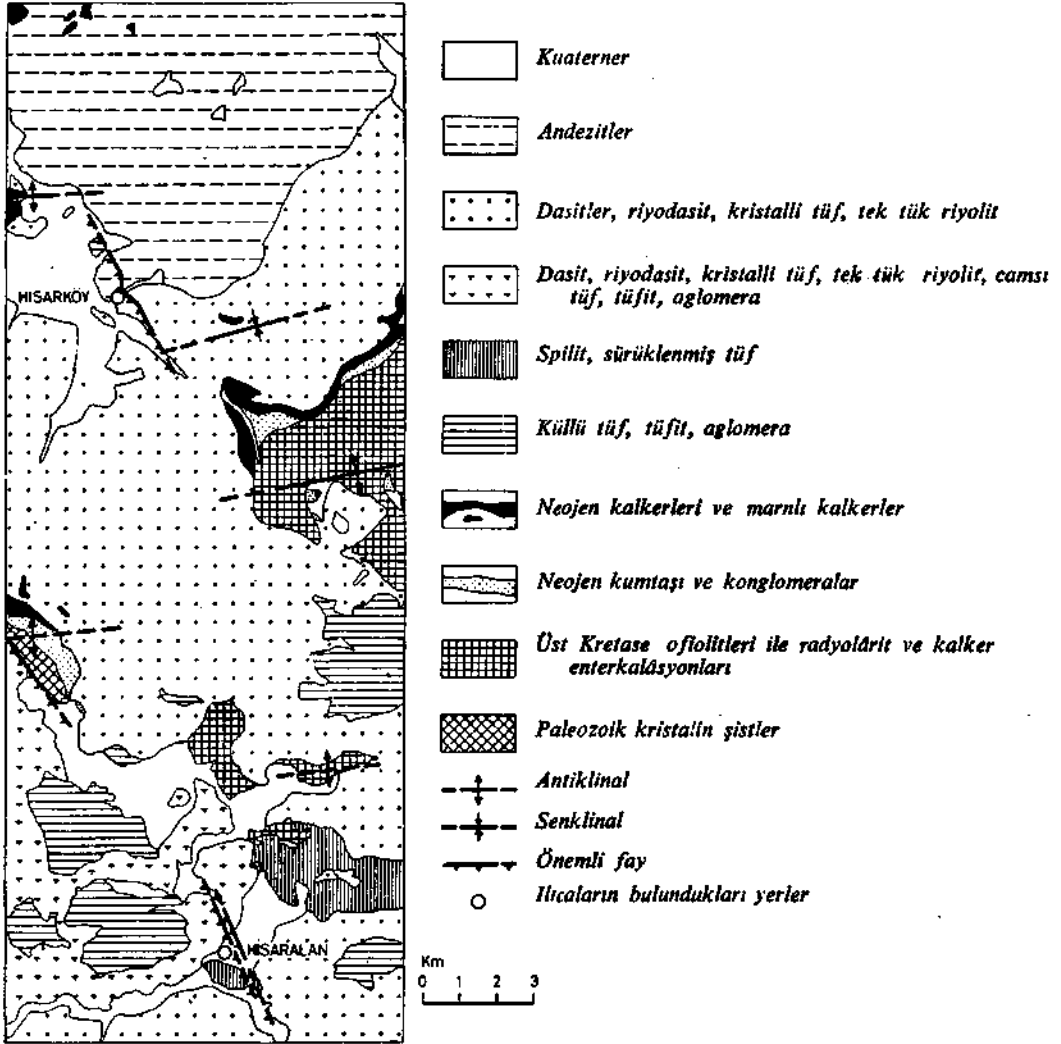 Kuaterner
Andezitler
Dasitler, riyodasit, kristalli tüf, tek tük riyolit
Dasit, riyodasit, kristalli tüf, tek tük riyolit, camsı
tüf, tüfit, aglomera
Spilit, sürüklenmiş tüf
Küllü tüf, tüfit, aglomera
Neojen kalkerleri ve marnlı kalkerler
Neojen kumtaşı ve konglomeralar
Üst Kretase ofiolitleri ile radyolârit ve kalker
enterkalâsyonları
Paleozoik kristalin şistler
Antiklinal
Senklinal
Önemli fay
Ilıcaların bulundukları yerler
HISARKÖY
HISARALAN
Km
0 1 2 3